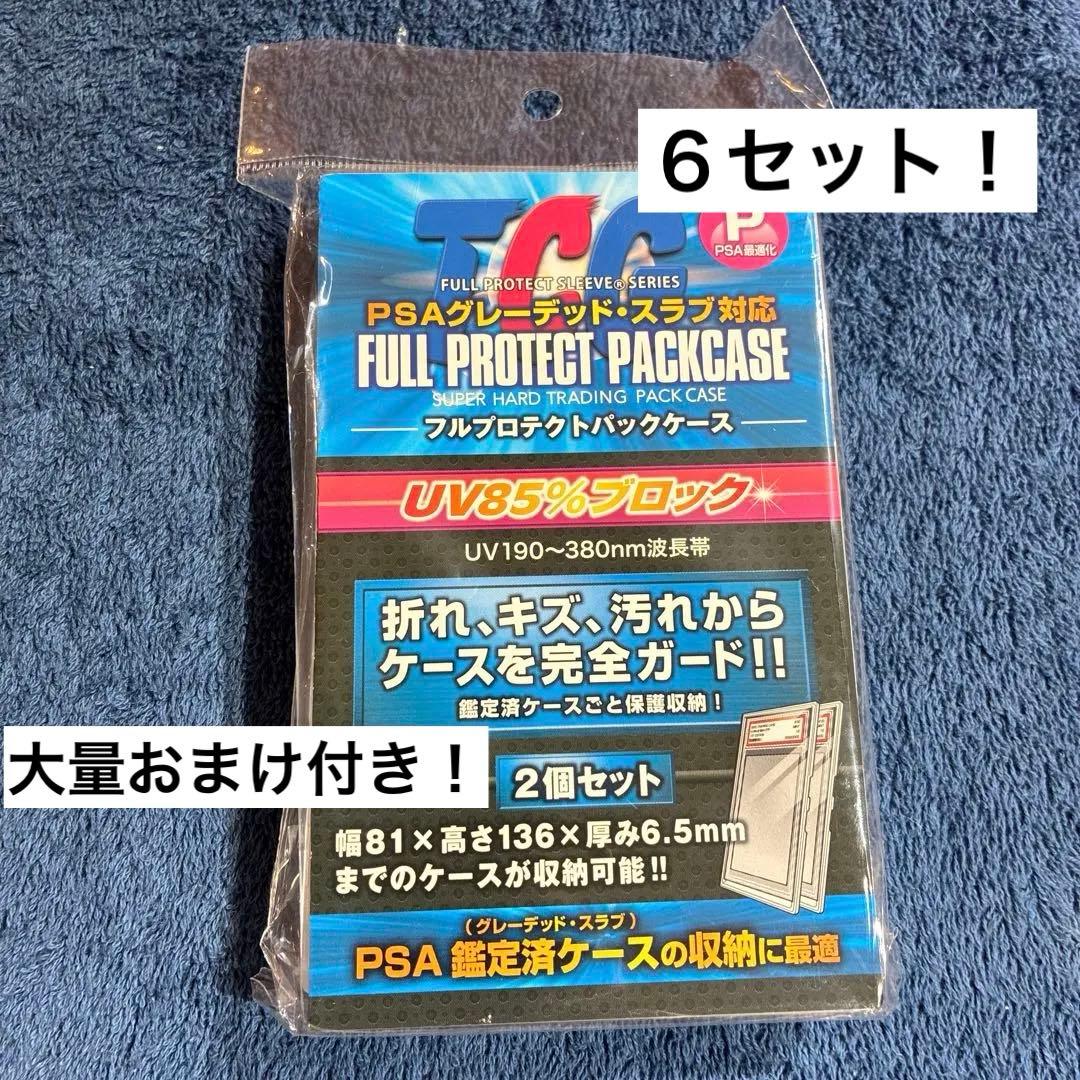 ６セット！
TCG
P
PSA最適化
FULL PROTECT SLEEVE® SERIES
PSAグレーデッド・スラブ対応
FULL PROTECT PACKCASE
SUPER HARD TRADING PACK CASE
フルプロテクトパックケース
UV85%ブロック
UV190～380nm波長帯
折れ、キズ、汚れから
ケースを完全ガード!!
鑑定済ケースごと保護収納！
大量おまけ付き！
2個セット
幅81×高さ136×厚み6.5mm
までのケースが収納可能!!
（グレーデッド・スラブ）
PSA 鑑定済ケースの収納に最適